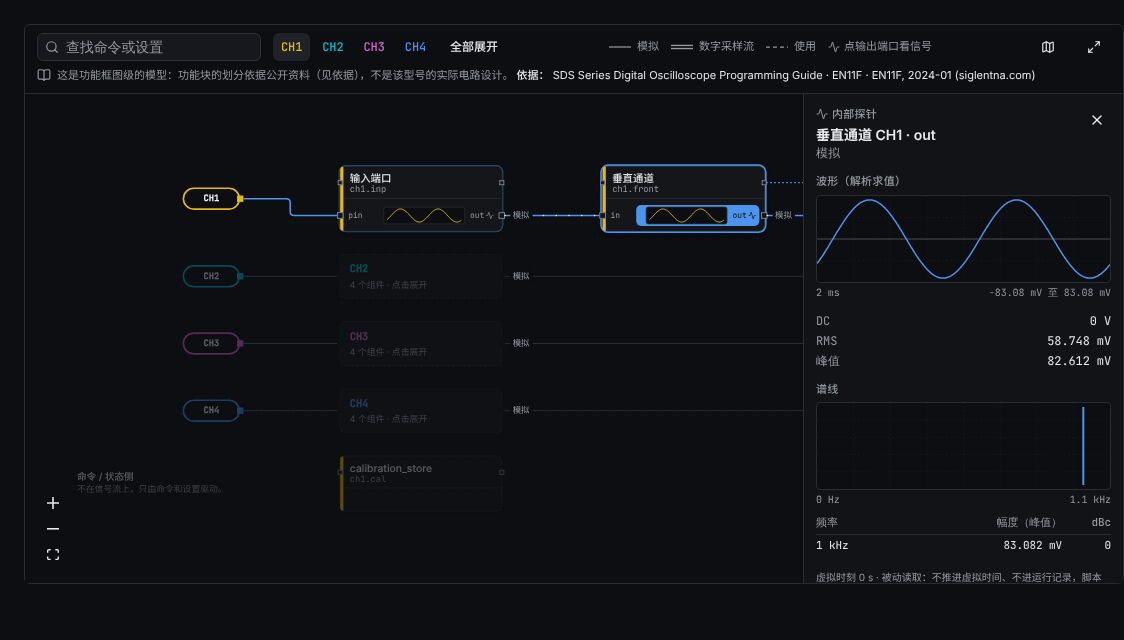 查找命令或设置
CH1 CH2 CH3 CH4 全部展开
模拟 数字采样流 使用 点输出端口看信号
这是功能框图级的模型：功能块的划分依据公开资料（见依据），不是该型号的实际电路设计。 依据： SDS Series Digital Oscilloscope Programming Guide · EN11F · EN11F, 2024-01 (siglentna.com)
CH1
输入端口
ch1.inp
pin out 模拟
垂直通道
ch1.front
in out 模拟
CH2
CH2
4 个组件 · 点击展开
模拟
CH3
CH3
4 个组件 · 点击展开
模拟
CH4
CH4
4 个组件 · 点击展开
模拟
命令 / 状态侧
不在信号流上，只由命令和设置驱动。
calibration_store
ch1.cal
内部探针
垂直通道 CH1 · out
模拟
波形（解析求值）
2 ms -83.08 mV 至 83.08 mV
DC 0 V
RMS 58.748 mV
峰值 82.612 mV
谱线
0 Hz 1.1 kHz
频率 幅度（峰值） dBc
1 kHz 83.082 mV 0
虚拟时刻 0 s · 被动读取：不推进虚拟时间、不进运行记录，脚本